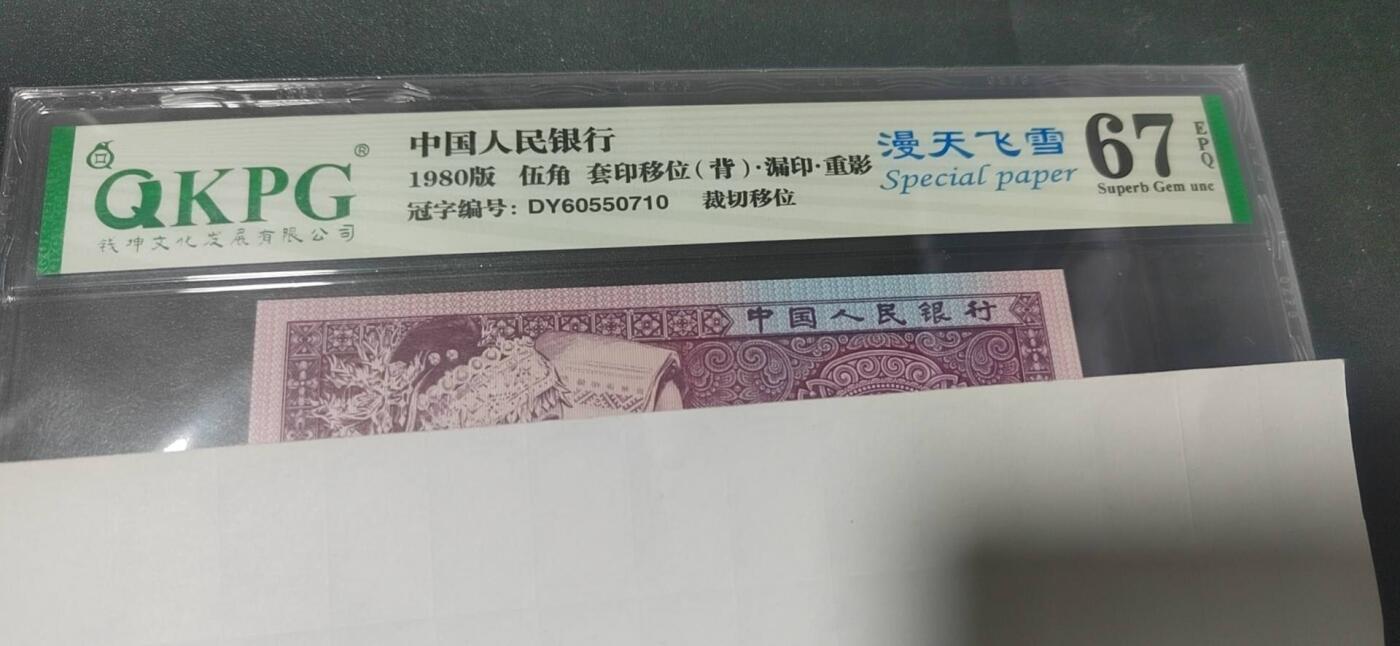 QKPG®
钱坤文化发展有限公司
中国人民银行
1980版 伍角 套印移位(背)·漏印·重影
冠字编号: DY60550710 裁切移位
漫天飞雪
Special paper
67
EPQ
Superb Gem unc
中国人民银行